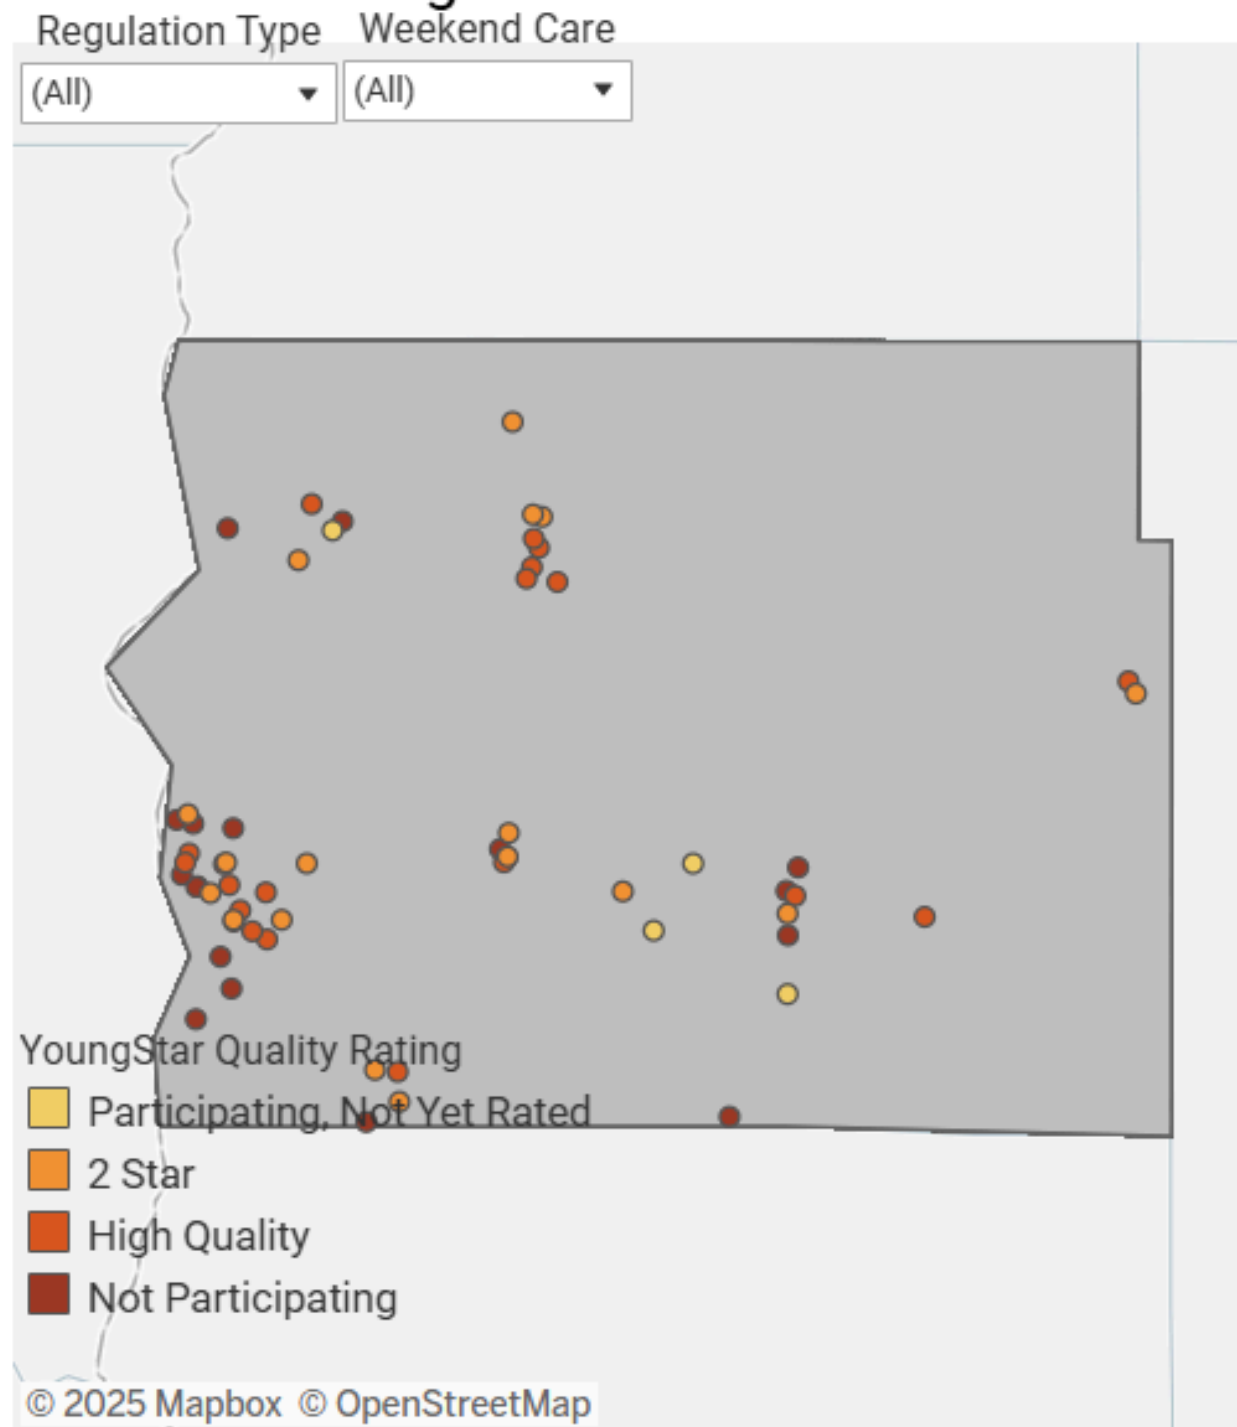 Regulation Type
Weekend Care
(All)
(All)
YoungStar Quality Rating
Participating, Not Yet Rated
2 Star
High Quality
Not Participating
© 2025 Mapbox © OpenStreetMap